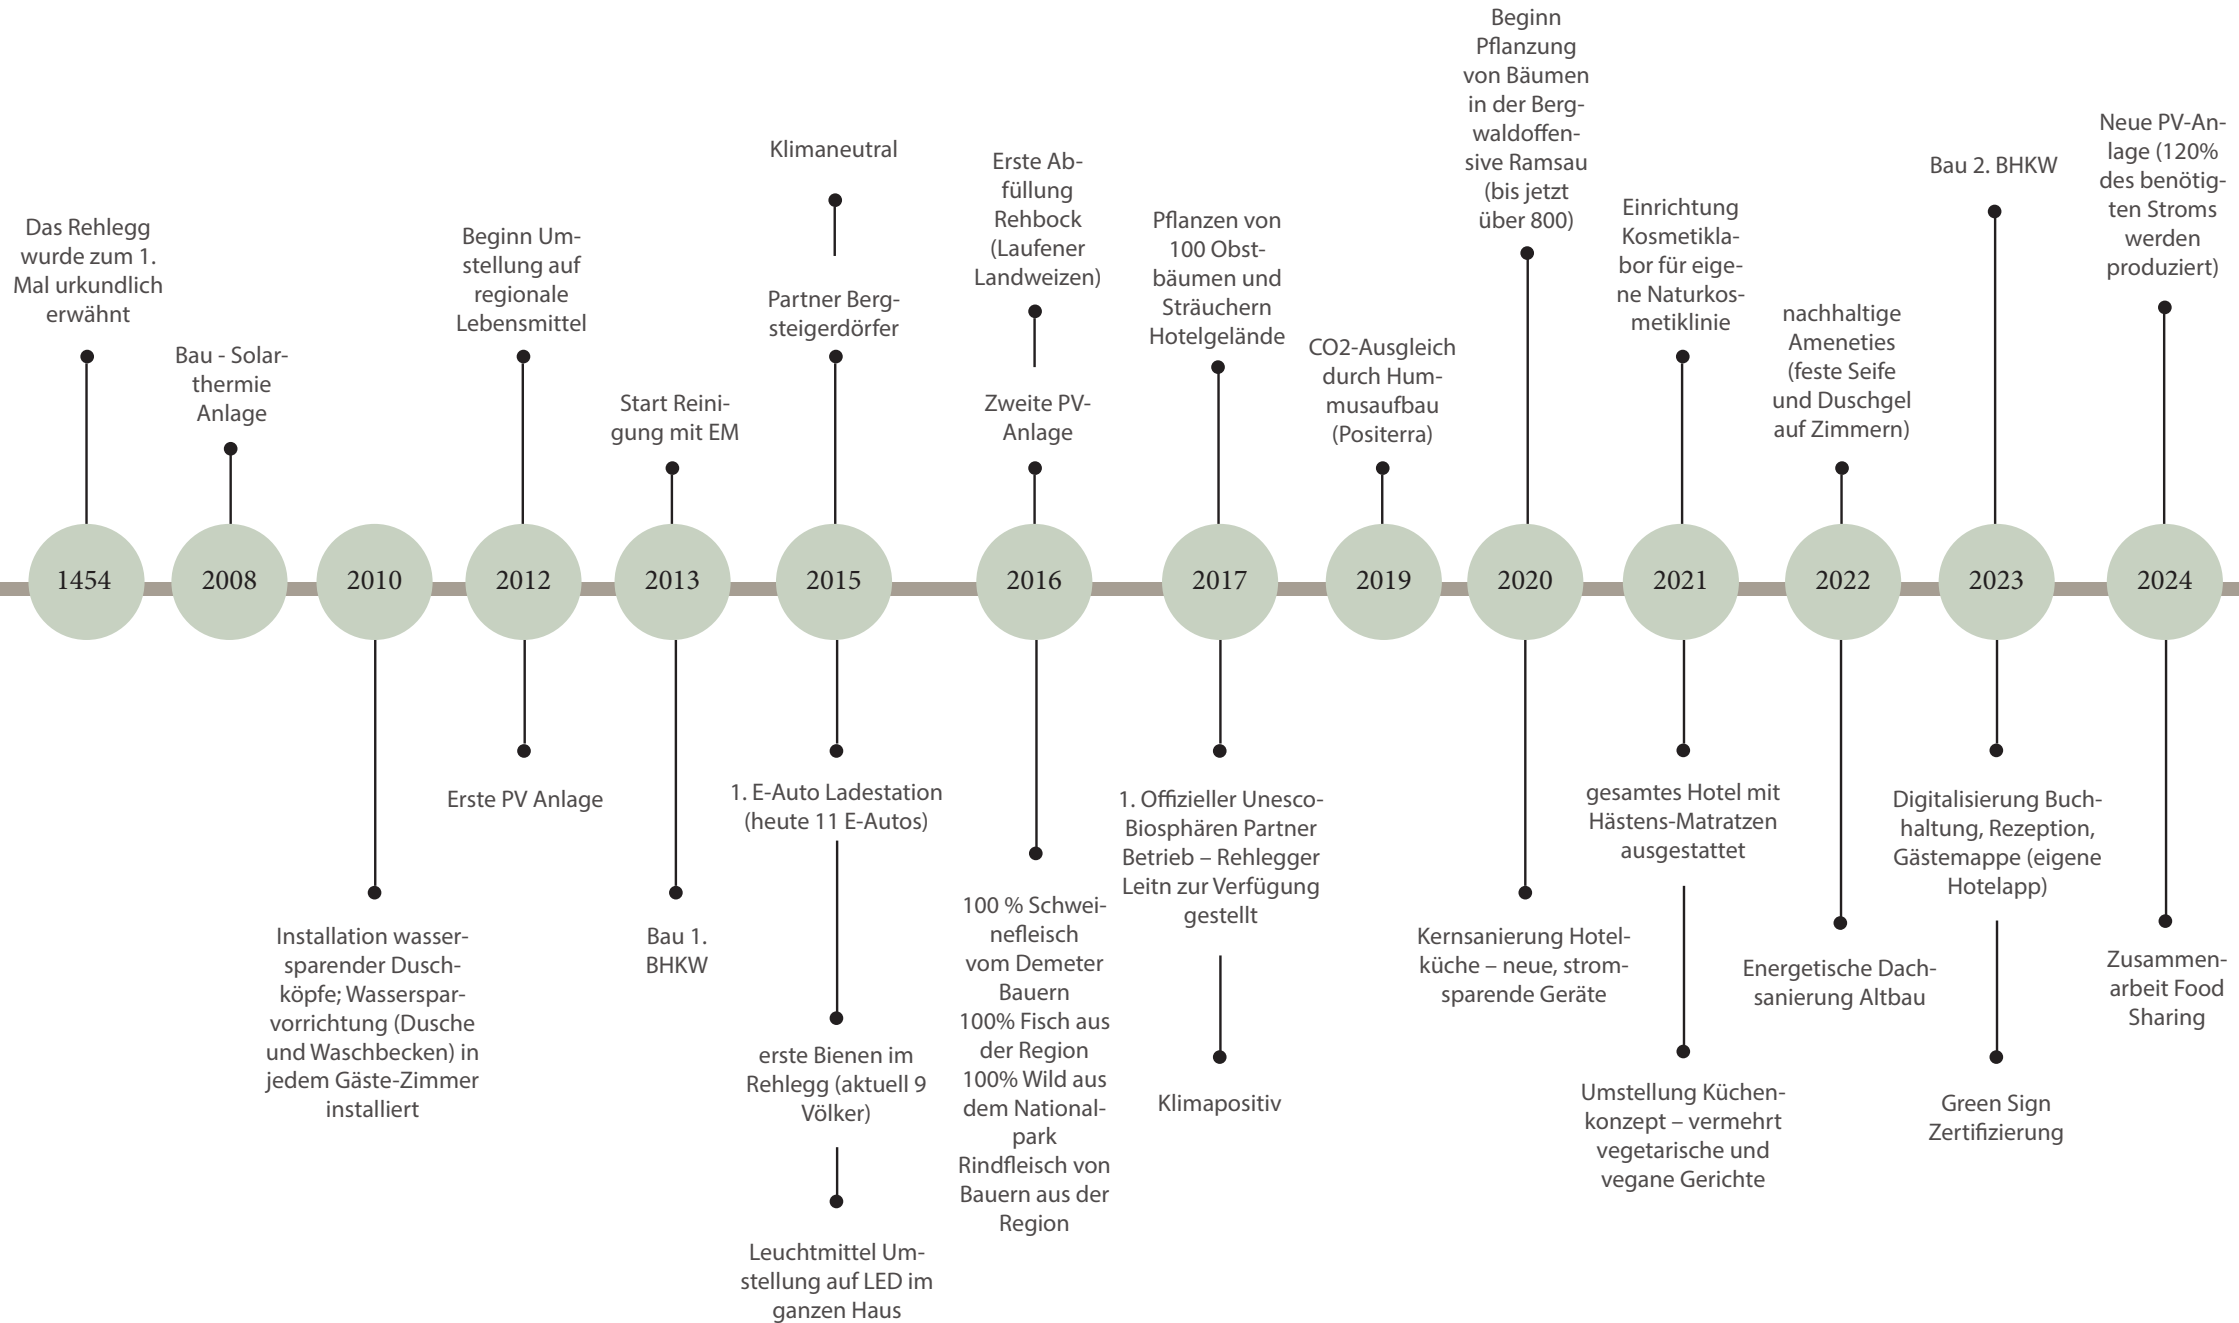 Das Rehlegg
wurde zum 1.
Mal urkundlich
erwähnt
1454
Bau - Solar-
thermie
Anlage
2008
2010
Installation wasser-
sparender Dusch-
köpfe; Wasserspar-
vorrichtung (Dusche
und Waschbecken) in
jedem Gäste-Zimmer
installiert
Beginn Um-
stellung auf
regionale
Lebensmittel
2012
Erste PV Anlage
Start Reini-
gung mit EM
2013
Bau 1.
BHKW
Klimaneutral
Partner Berg-
steigerdörfer
2015
1. E-Auto Ladestation
(heute 11 E-Autos)
erste Bienen im
Rehlegg (aktuell 9
Völker)
Leuchtmittel Um-
stellung auf LED im
ganzen Haus
Erste Ab-
füllung
Rehbock
(Laufener
Landweizen)
Zweite PV-
Anlage
2016
100 % Schwei-
nefleisch
vom Demeter
Bauern
100% Fisch aus
der Region
100% Wild aus
dem National-
park
Rindfleisch von
Bauern aus der
Region
Pflanzen von
100 Obst-
bäumen und
Sträuchern
Hotelgelände
2017
1. Offizieller Unesco-
Biosphären Partner
Betrieb – Rehlegger
Leitn zur Verfügung
gestellt
Klimapositiv
CO2-Ausgleich
durch Hum-
musaufbau
(Positerra)
2019
Beginn
Pflanzung
von Bäumen
in der Berg-
waldoffen-
sive Ramsau
(bis jetzt
über 800)
2020
Kernsanierung Hotel-
küche – neue, strom-
sparende Geräte
Einrichtung
Kosmetikla-
bor für eige-
ne Naturkos-
metiklinie
2021
gesamtes Hotel mit
Hästens-Matratzen
ausgestattet
Umstellung Küchen-
konzept – vermehrt
vegetarische und
vegane Gerichte
nachhaltige
Ameneties
(feste Seife
und Duschgel
auf Zimmern)
2022
Energetische Dach-
sanierung Altbau
Bau 2. BHKW
2023
Digitalisierung Buch-
haltung, Rezeption,
Gästemappe (eigene
Hotelapp)
Green Sign
Zertifizierung
Neue PV-An-
lage (120%
des benötig-
ten Stroms
werden
produziert)
2024
Zusammen-
arbeit Food
Sharing